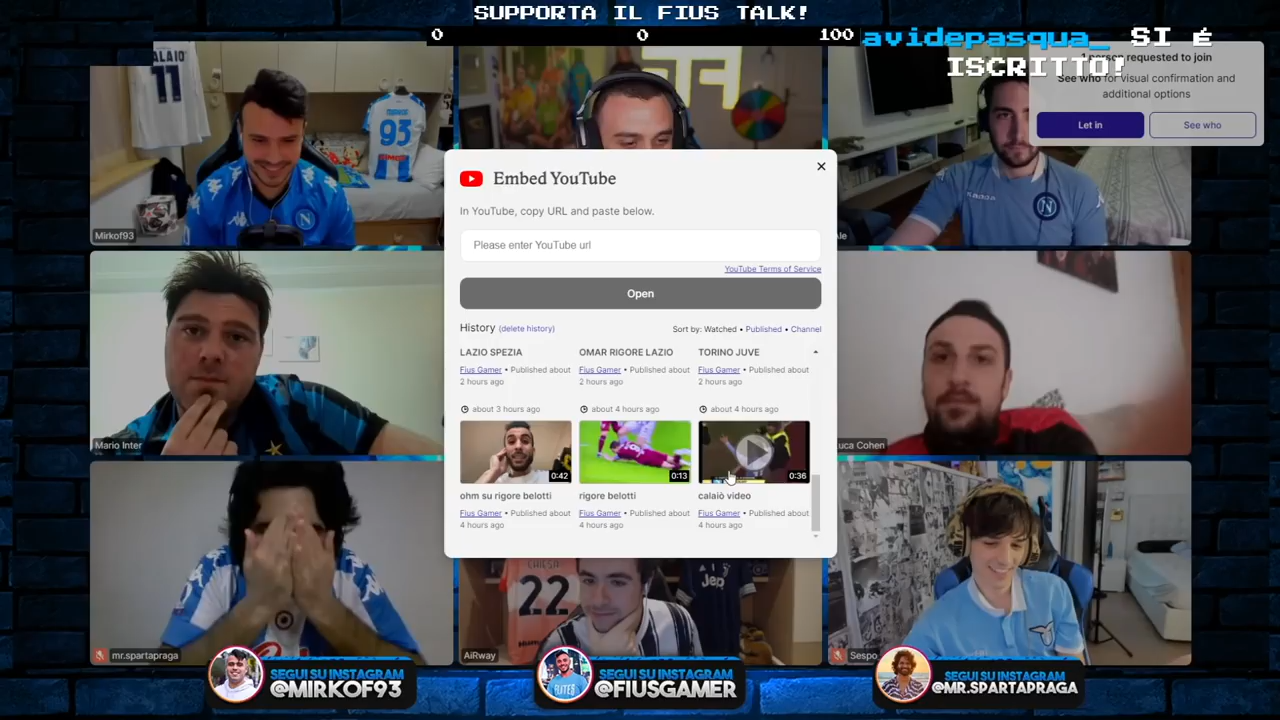 SUPPORTA IL FIUS TALK!
0 0 100
avidepasqua_ SI É
ISCRITTO!
person requested to join
See who for visual confirmation and
additional options
Let in
See who
ALAIO
11
93
Mirkof93
Embed YouTube
In YouTube, copy URL and paste below.
Please enter YouTube url
YouTube Terms of Service
Open
History (delete history)
Sort by: Watched • Published • Channel
LAZIO SPEZIA
Fius Gamer • Published about
2 hours ago
OMAR RIGORE LAZIO
Fius Gamer • Published about
2 hours ago
TORINO JUVE
Fius Gamer • Published about
2 hours ago
about 3 hours ago
0:42
ohm su rigore belotti
Fius Gamer • Published about
4 hours ago
about 4 hours ago
0:13
rigore belotti
Fius Gamer • Published about
4 hours ago
about 4 hours ago
0:36
calaiò video
Fius Gamer • Published about
4 hours ago
Mario Inter
uca Cohen
mr.spartapraga
CHIESA
22
Jeep
AiRway
Sespo
SEGUI SU INSTAGRAM
@MIRKOF93
SEGUI SU INSTAGRAM
@FIUSGAMER
SEGUI SU INSTAGRAM
@MR.SPARTAPRAGA